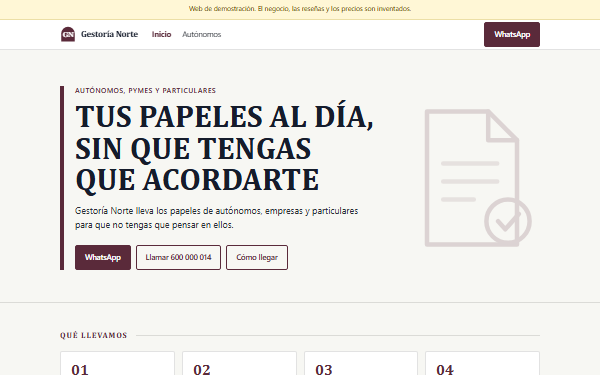 Web de demostración. El negocio, las reseñas y los precios son inventados.
GN Gestoría Norte Inicio Autónomos WhatsApp
AUTÓNOMOS, PYMES Y PARTICULARES
TUS PAPELES AL DÍA,
SIN QUE TENGAS
QUE ACORDARTE
Gestoría Norte lleva los papeles de autónomos, empresas y particulares
para que no tengas que pensar en ellos.
WhatsApp Llamar 600 000 014 Cómo llegar
QUÉ LLEVAMOS
01 02 03 04